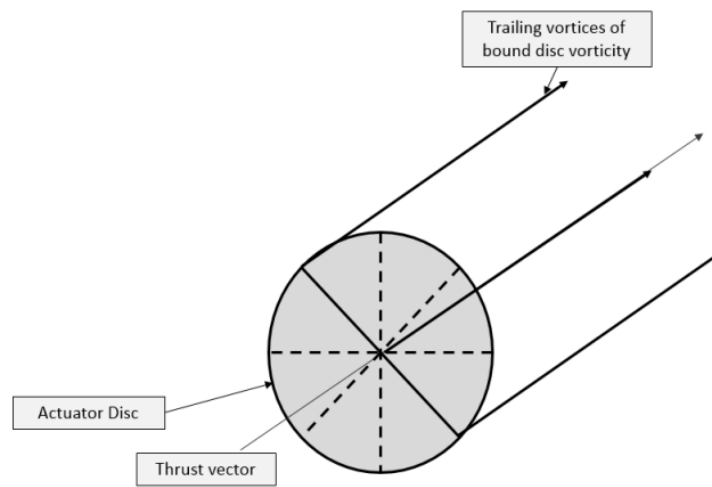 Trailing vortices of
bound disc vorticity
Actuator Disc
Thrust vector